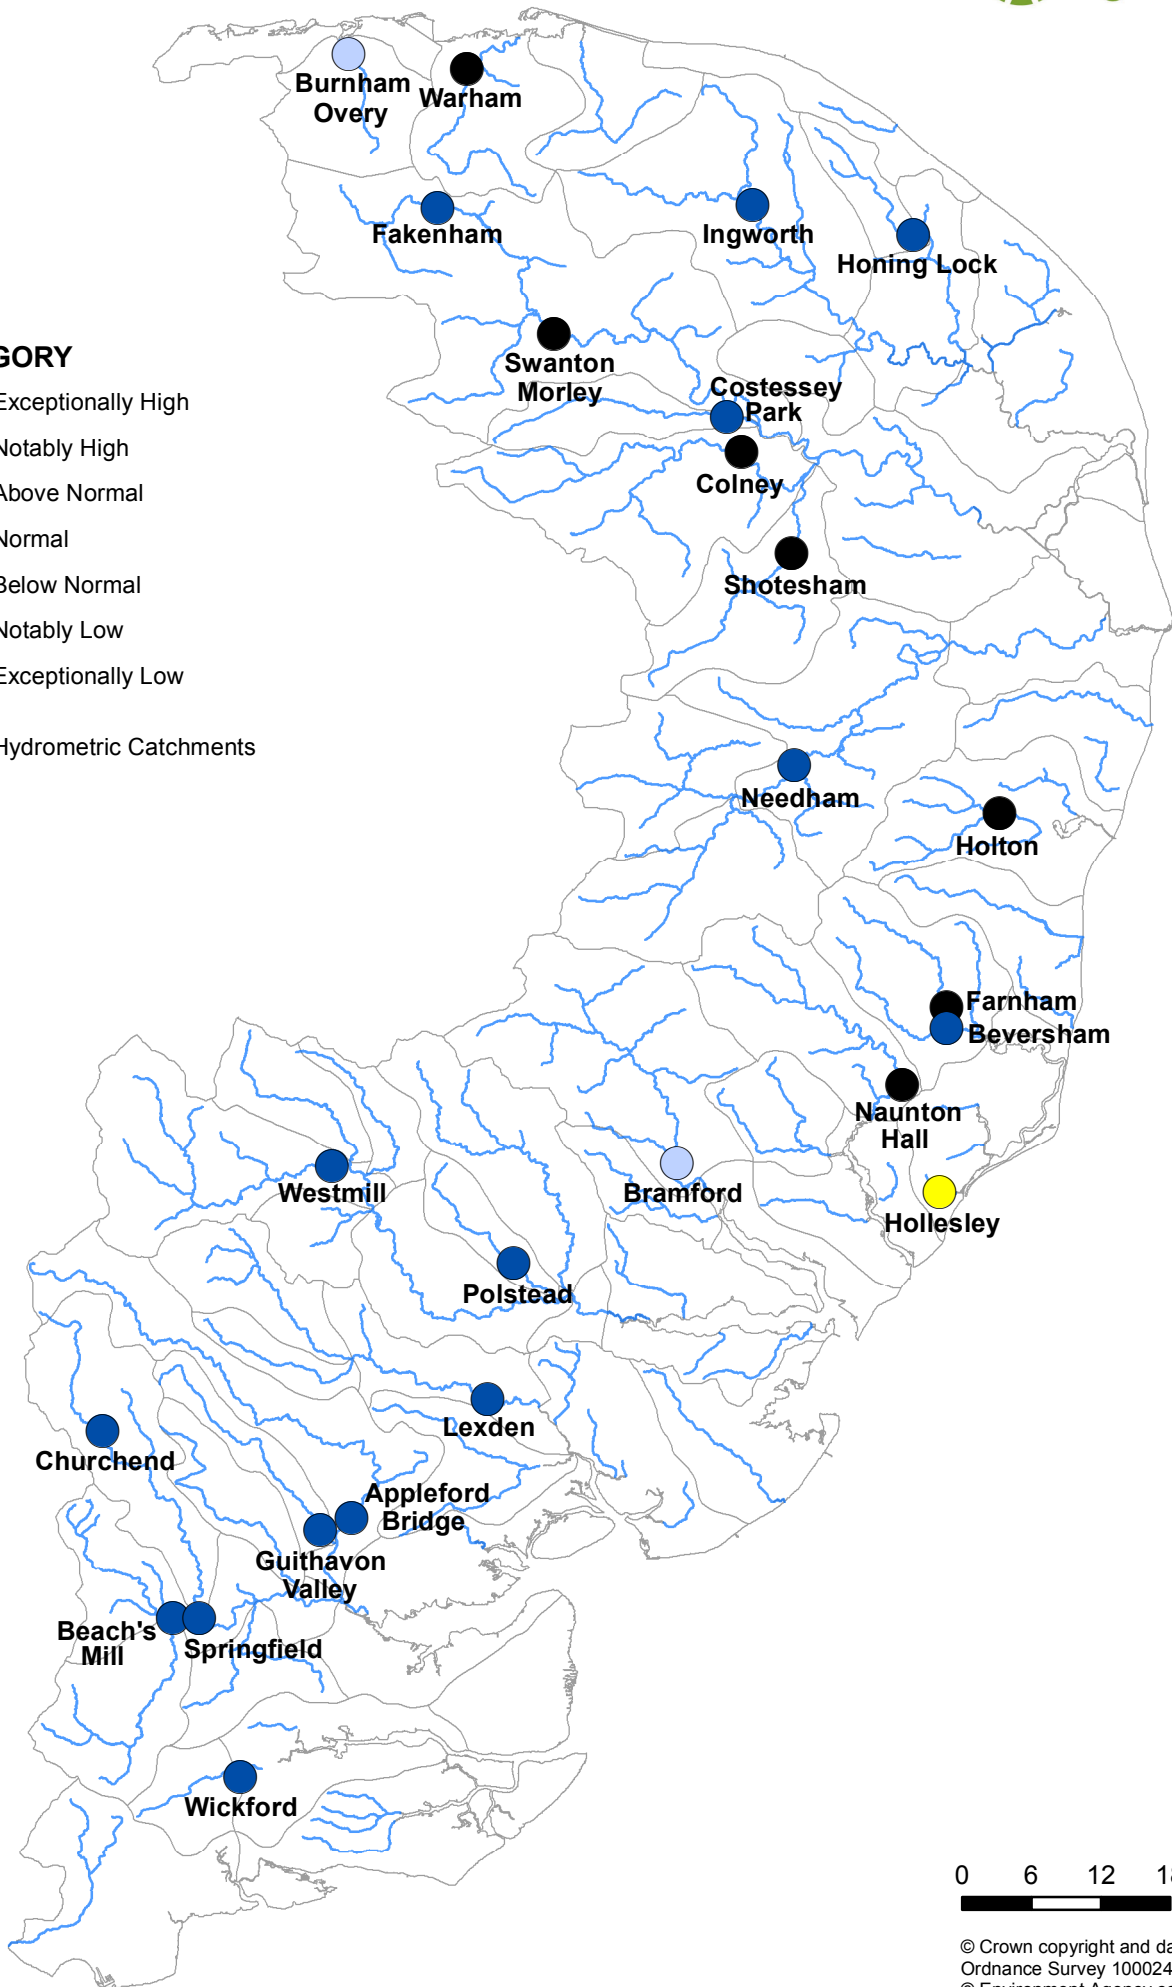 Burnham
Overy
Warham
Fakenham
Ingworth
Honing Lock
GORY
Exceptionally High
Notably High
Above Normal
Normal
Below Normal
Notably Low
Exceptionally Low
Hydrometric Catchments
Swanton
Morley
Costessey
Park
Colney
Shotesham
Needham
Holton
Farnham
Beversham
Naunton
Hall
Westmill
Bramford
Hollesley
Polstead
Lexden
Churchend
Appleford
Bridge
Guithavon
Valley
Beach's
Mill
Springfield
Wickford
0 6 12 18
© Crown copyright and da
Ordnance Survey 100024